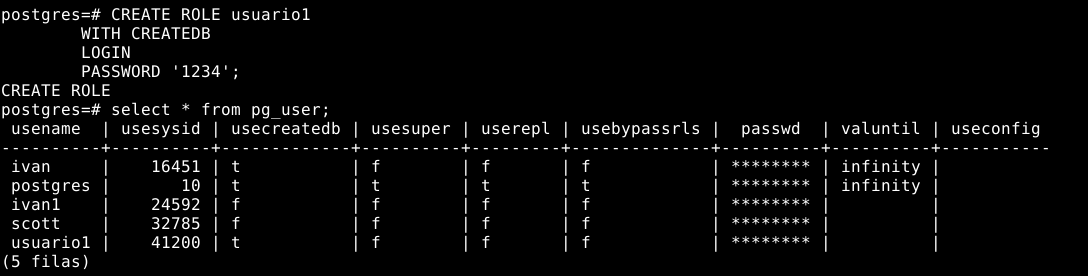 postgres=# CREATE ROLE usuario1
        WITH CREATEDB
        LOGIN
        PASSWORD '1234';
CREATE ROLE
postgres=# select * from pg_user;
 usename  | usesysid | usecreatedb | usesuper | userepl | usebypassrls |  passwd  | valuntil | useconfig
----------+----------+-------------+----------+---------+--------------+----------+----------+-----------
 ivan     |    16451 | t           | f        | f       | f            | ******** | infinity |
 postgres |       10 | t           | t        | t       | t            | ******** | infinity |
 ivan1    |    24592 | f           | f        | f       | f            | ******** |          |
 scott    |    32785 | f           | f        | f       | f            | ******** |          |
 usuario1 |    41200 | t           | f        | f       | f            | ******** |          |
(5 filas)